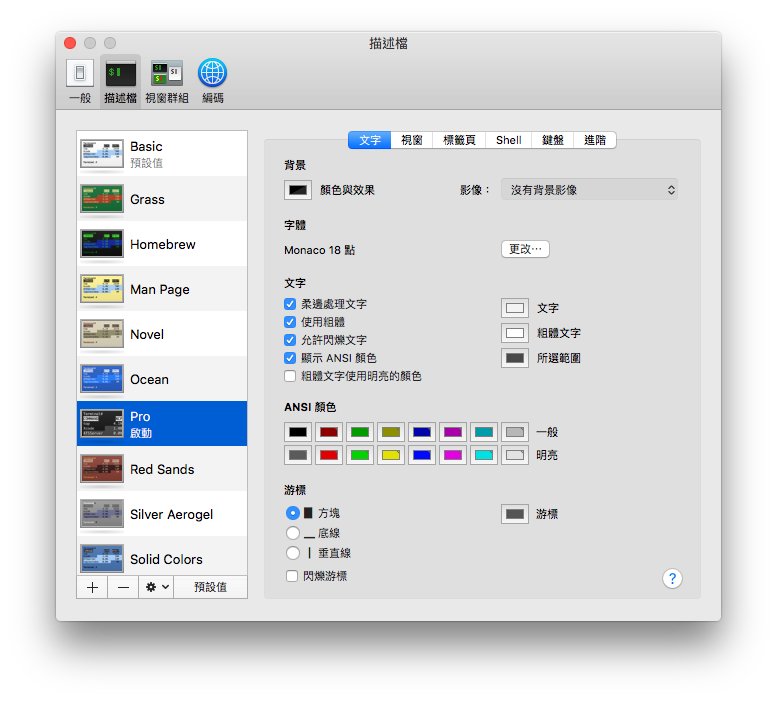 描述檔
一般
描述檔
視窗群組
編碼
Basic
預設值
Grass
Homebrew
Man Page
Novel
Ocean
Pro
啟動
Red Sands
Silver Aerogel
Solid Colors
預設值
文字 視窗 標籤頁 Shell 鍵盤 進階
背景
顏色與效果 影像： 沒有背景影像
字體
Monaco 18 點 更改⋯
文字
柔邊處理文字 文字
使用粗體
允許閃爍文字 粗體文字
顯示 ANSI 顏色 所選範圍
粗體文字使用明亮的顏色
ANSI 顏色
一般
明亮
游標
方塊 游標
底線
垂直線
閃爍游標
?